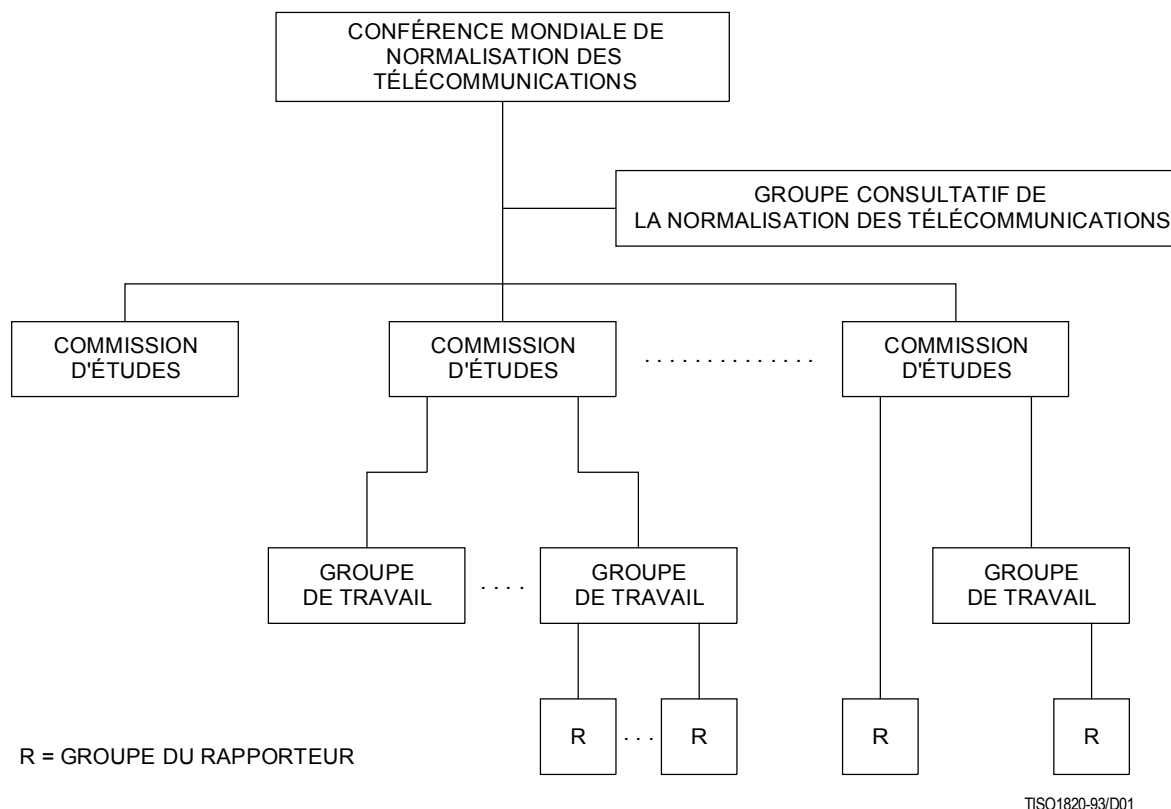 CONFÉRENCE MONDIALE DE
NORMALISATION DES
TÉLÉCOMMUNICATIONS
GROUPE CONSULTATIF DE
LA NORMALISATION DES TÉLÉCOMMUNICATIONS
COMMISSION
D'ÉTUDES
COMMISSION
D'ÉTUDES
. . . . . . . . . . . . . .
COMMISSION
D'ÉTUDES
GROUPE
DE TRAVAIL
. . . .
GROUPE
DE TRAVAIL
GROUPE
DE TRAVAIL
R
. . .
R
R
R
R = GROUPE DU RAPPORTEUR
TISO1820-93/D01